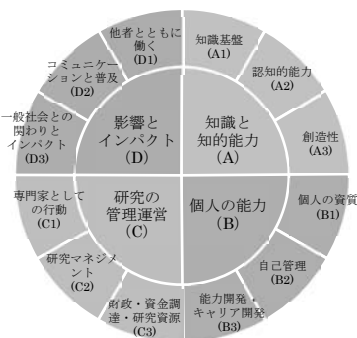 他者とともに
働く
(D1)
知識基盤
(A1)
コミュニケー
ションと普及
(D2)
認知的能力
(A2)
一般社会との
関わりと
インパクト
(D3)
創造性
(A3)
影響と
インパクト
(D)
知識と
知的能力
(A)
専門家として
の行動
(C1)
研究の
管理運営
(C)
個人の能力
(B)
個人の資質
(B1)
研究マネジメ
ント
(C2)
自己管理
(B2)
財政・資金調
達・研究資源
(C3)
能力開発・
キャリア開発
(B3)